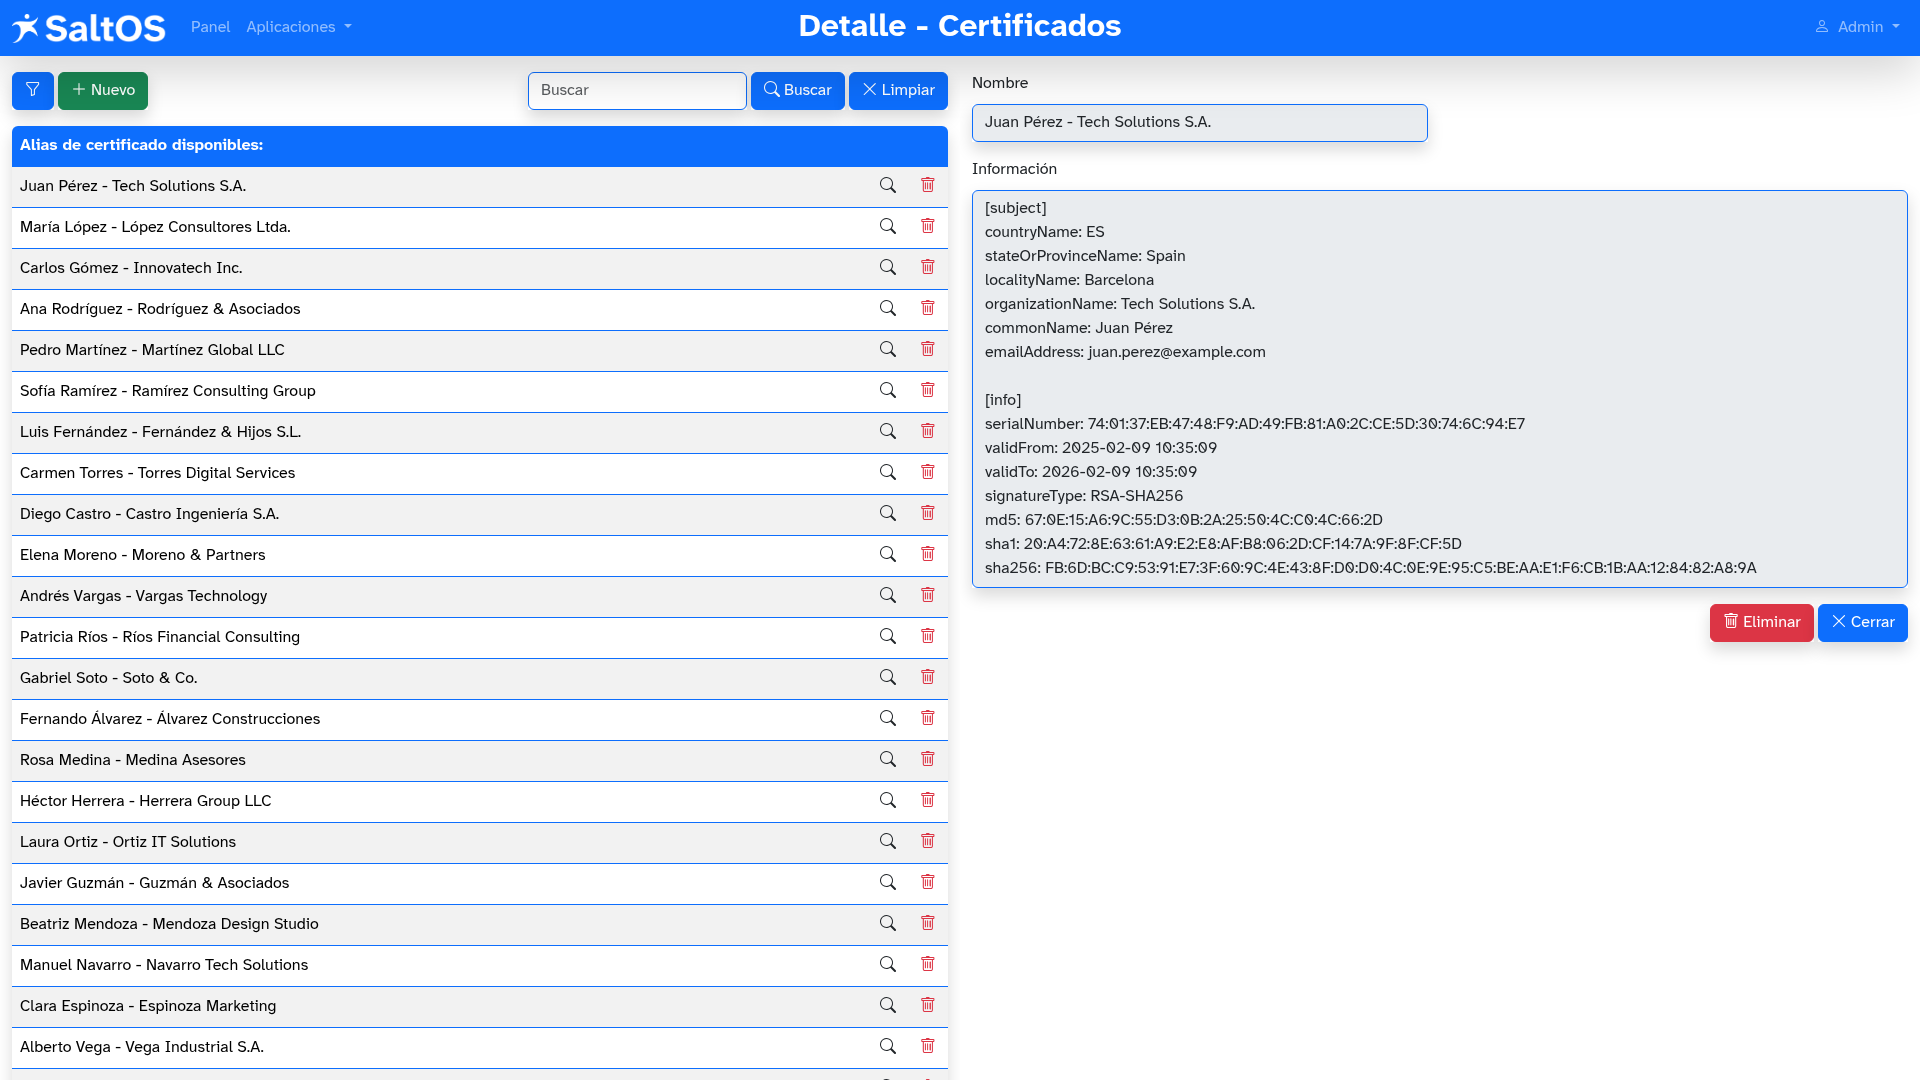 SaltOS
Panel
Aplicaciones
Detalle - Certificados
Admin
Nuevo
Buscar
Buscar
Limpiar
Alias de certificado disponibles:
Juan Pérez - Tech Solutions S.A.
María López - López Consultores Ltda.
Carlos Gómez - Innovatech Inc.
Ana Rodríguez - Rodríguez & Asociados
Pedro Martínez - Martínez Global LLC
Sofía Ramírez - Ramírez Consulting Group
Luis Fernández - Fernández & Hijos S.L.
Carmen Torres - Torres Digital Services
Diego Castro - Castro Ingeniería S.A.
Elena Moreno - Moreno & Partners
Andrés Vargas - Vargas Technology
Patricia Ríos - Ríos Financial Consulting
Gabriel Soto - Soto & Co.
Fernando Álvarez - Álvarez Construcciones
Rosa Medina - Medina Asesores
Héctor Herrera - Herrera Group LLC
Laura Ortiz - Ortiz IT Solutions
Javier Guzmán - Guzmán & Asociados
Beatriz Mendoza - Mendoza Design Studio
Manuel Navarro - Navarro Tech Solutions
Clara Espinoza - Espinoza Marketing
Alberto Vega - Vega Industrial S.A.
Nombre
Juan Pérez - Tech Solutions S.A.
Información
[subject]
countryName: ES
stateOrProvinceName: Spain
localityName: Barcelona
organizationName: Tech Solutions S.A.
commonName: Juan Pérez
emailAddress: juan.perez@example.com
[info]
serialNumber: 74:01:37:EB:47:48:F9:AD:49:FB:81:A0:2C:CE:5D:30:74:6C:94:E7
validFrom: 2025-02-09 10:35:09
validTo: 2026-02-09 10:35:09
signatureType: RSA-SHA256
md5: 67:0E:15:A6:9C:55:D3:0B:2A:25:50:4C:C0:4C:66:2D
sha1: 20:A4:72:8E:63:61:A9:E2:E8:AF:B8:06:2D:CF:14:7A:9F:8F:CF:5D
sha256: FB:6D:BC:C9:53:91:E7:3F:60:9C:4E:43:8F:D0:D0:4C:0E:9E:95:C5:BE:AA:E1:F6:CB:1B:AA:12:84:82:A8:9A
Eliminar
Cerrar